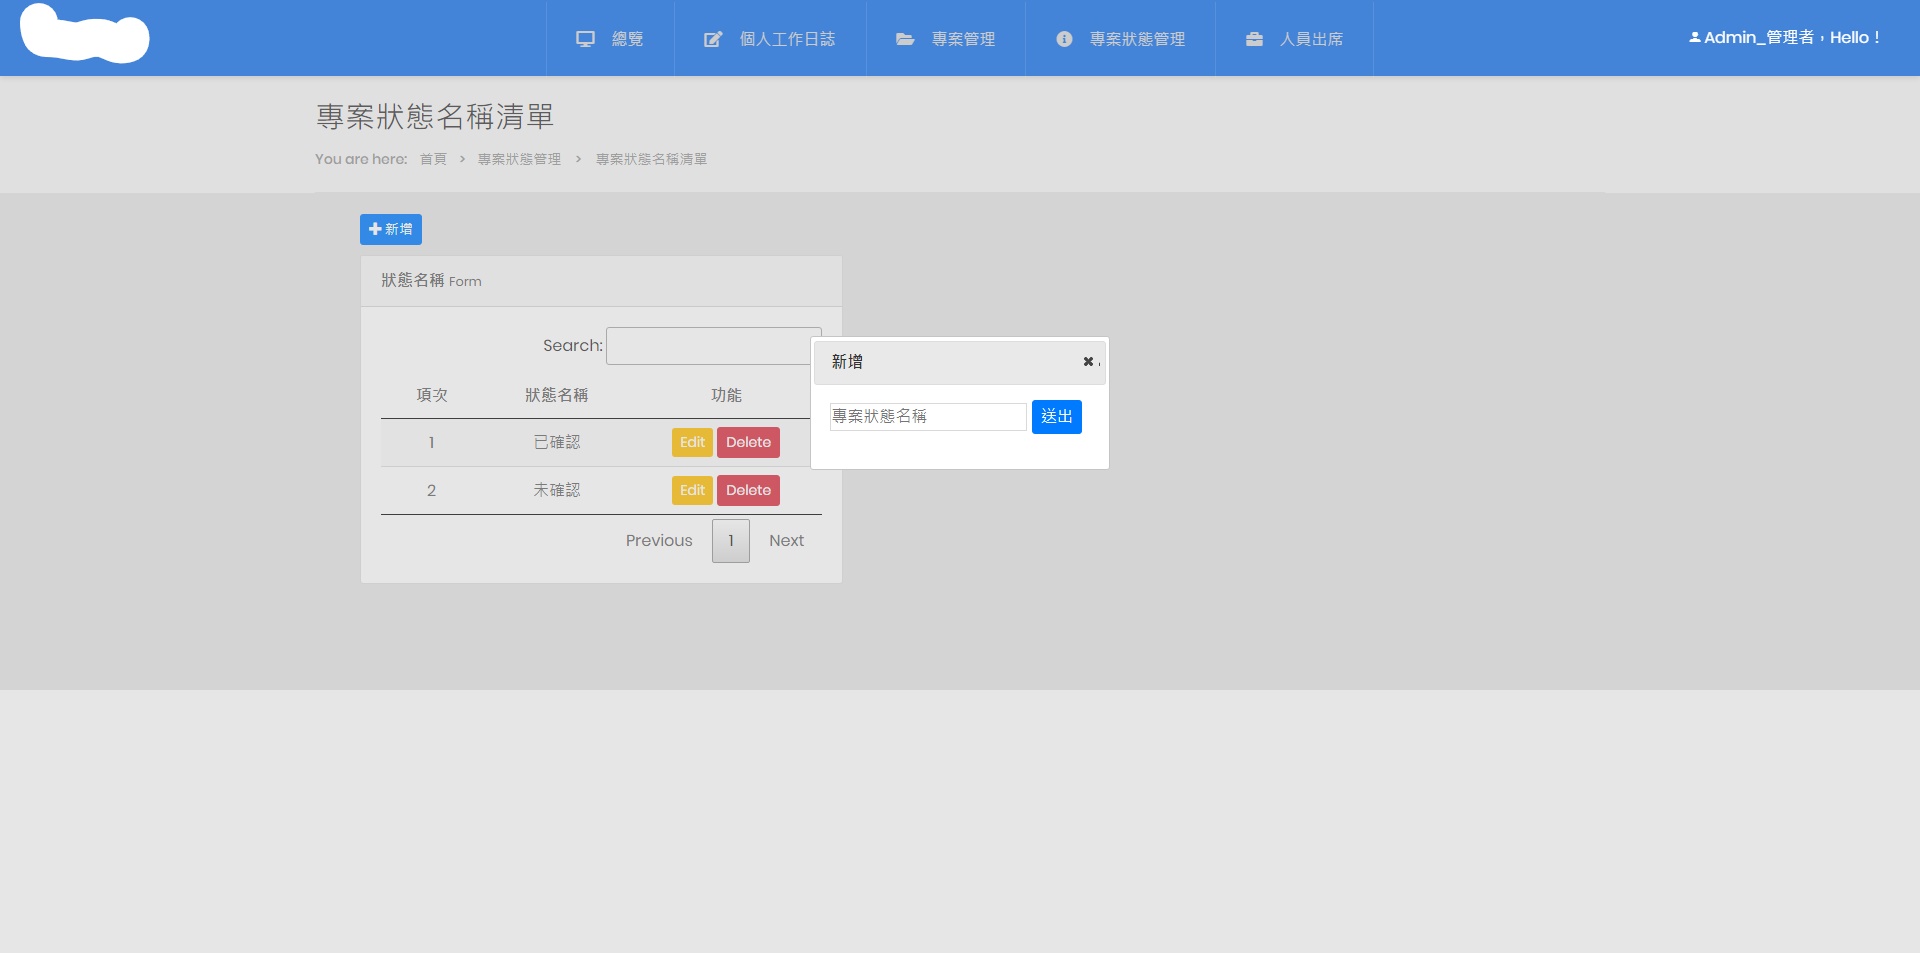 總覽
個人工作日誌
專案管理
專案狀態管理
人員出席
Admin_管理者，Hello！
專案狀態名稱清單
You are here: 首頁 > 專案狀態管理 > 專案狀態名稱清單
新增
狀態名稱 Form
Search:
項次 狀態名稱 功能
1 已確認 Edit Delete
2 未確認 Edit Delete
Previous 1 Next
新增
專案狀態名稱 送出